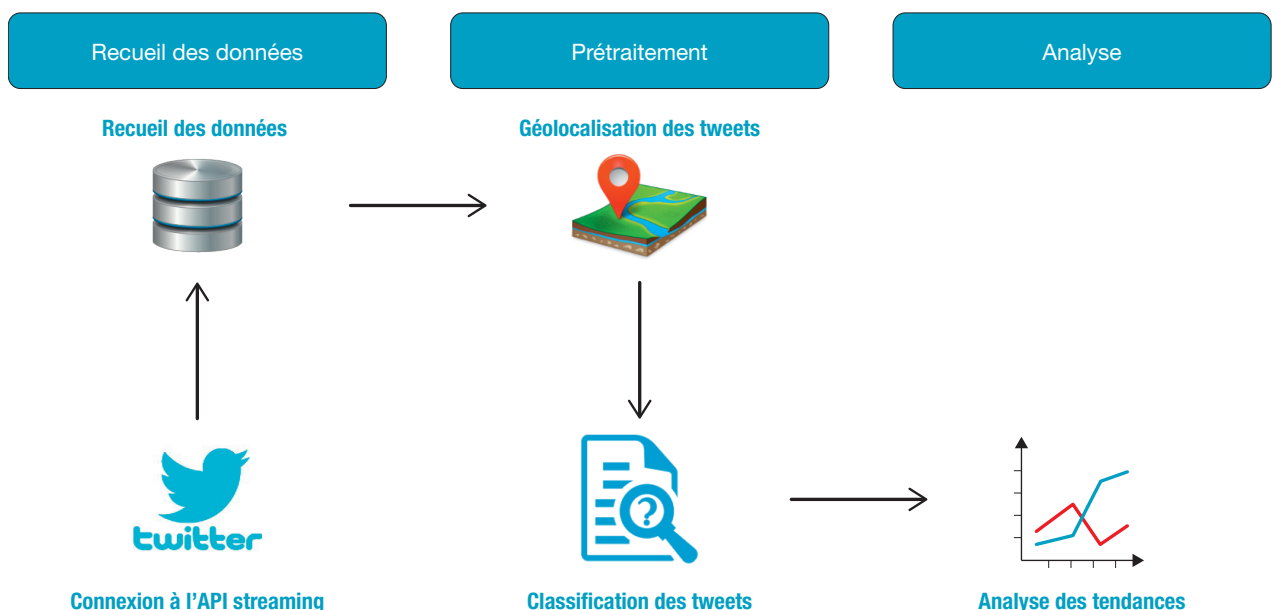 Recueil des données
Prétraitement
Analyse
Recueil des données
Géolocalisation des tweets
?
twitter
Connexion à l'API streaming
Classification des tweets
Analyse des tendances